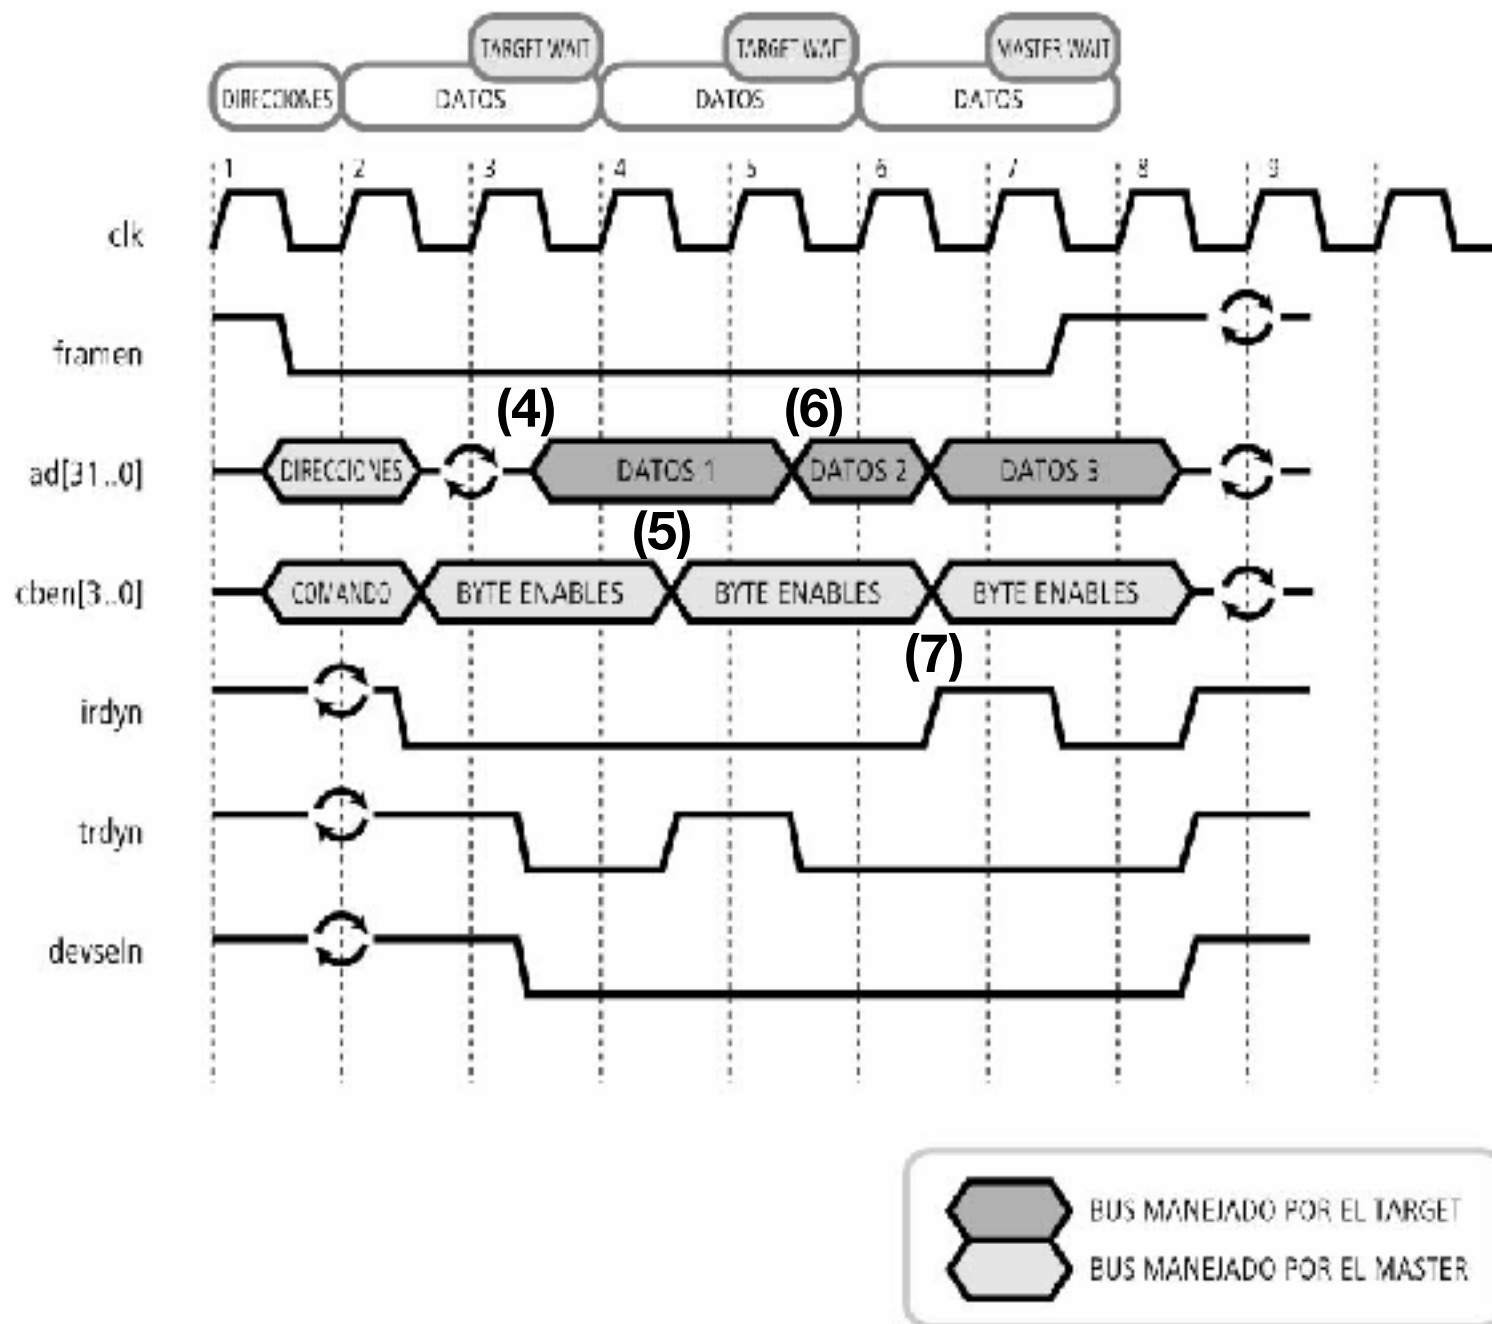 TARGET WAIT TARGET WAIT MASTER WAIT
DIRECCIONES DATOS DATOS DATOS
1 2 3 4 5 6 7 8 9
clk
framen
(4) (6)
ad[31..0] DIRECCIONES DATOS 1 DATOS 2 DATOS 3
(5)
cben[3..0] COMANDO BYTE ENABLES BYTE ENABLES BYTE ENABLES
(7)
irdyn
trdyn
devseln
BUS MANEJADO POR EL TARGET
BUS MANEJADO POR EL MASTER